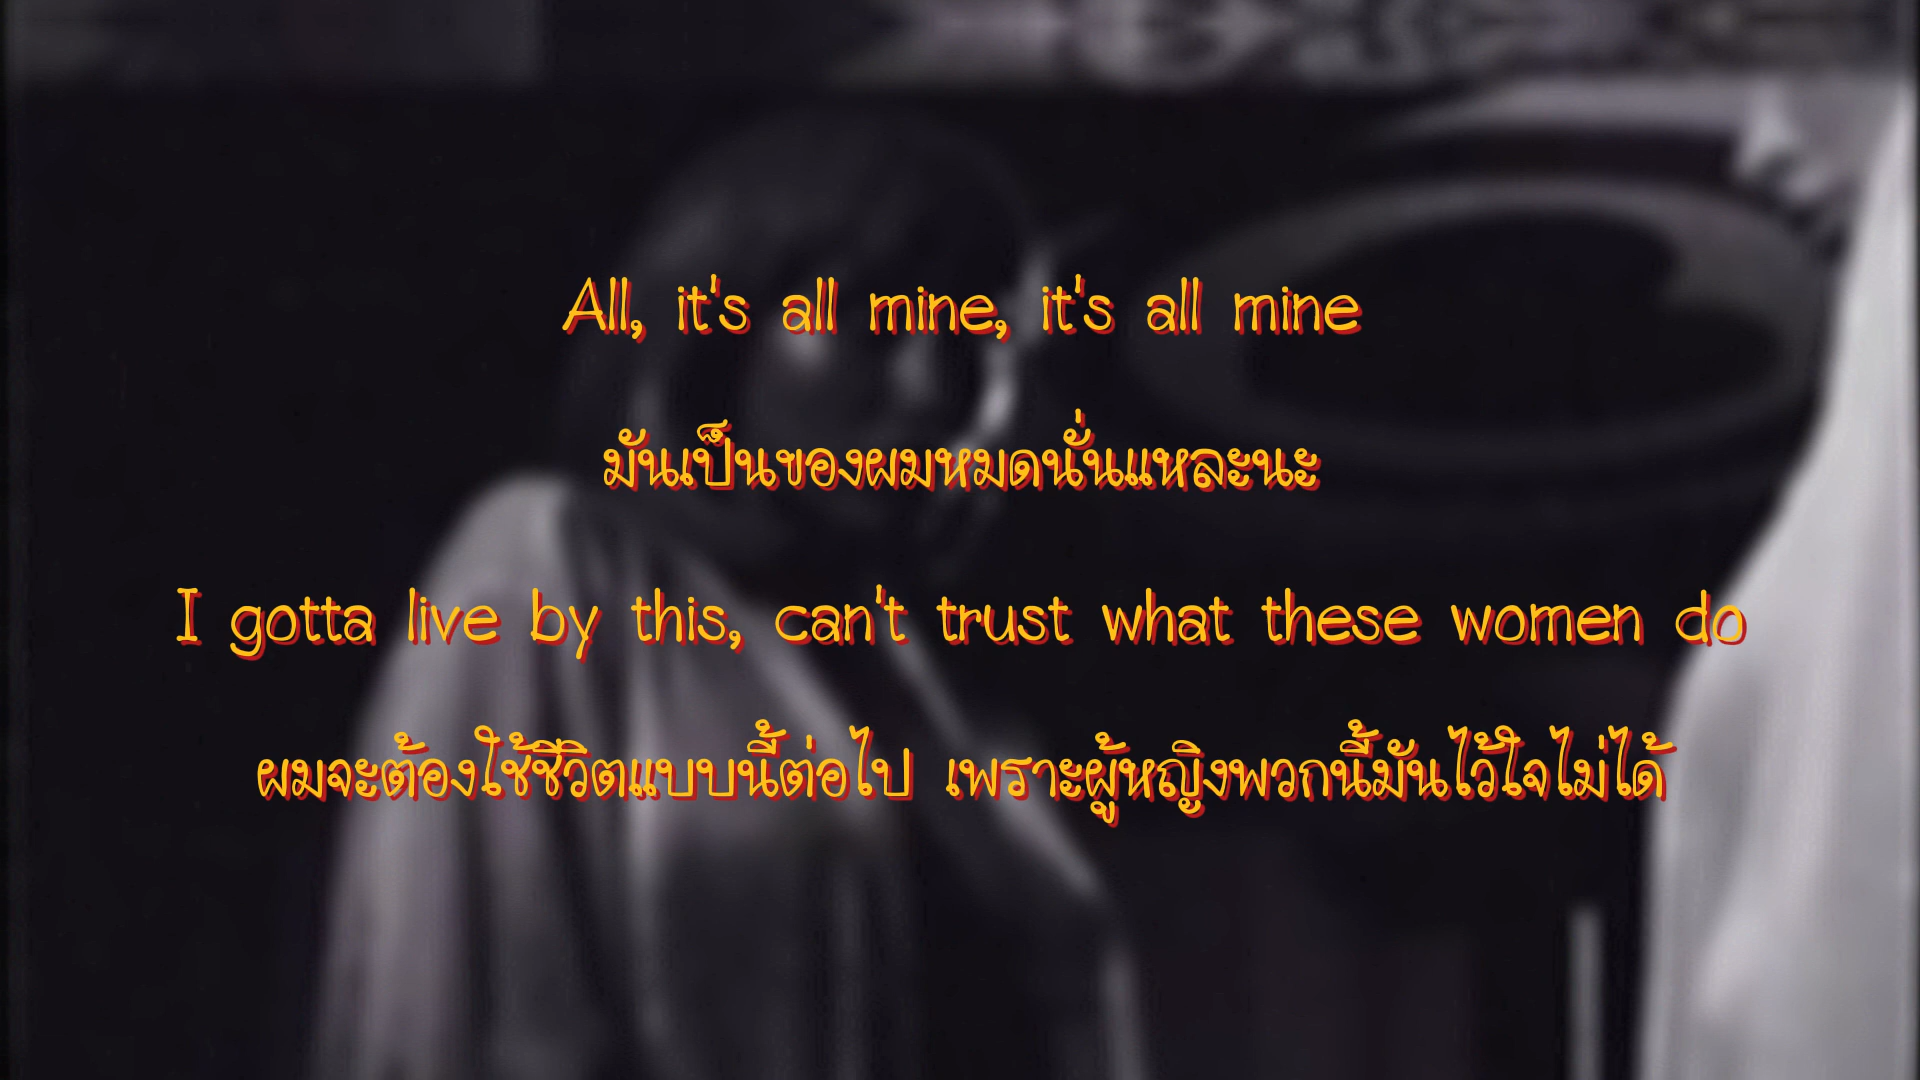 All, it's all mine, it's all mine
มันเป็นของผมหมดนั่นแหละนะ
I gotta live by this, can't trust what these women do
ผมจะต้องใช้ชีวิตแบบนี้ต่อไป เพราะผู้หญิงพวกนี้มันไว้ใจไม่ได้